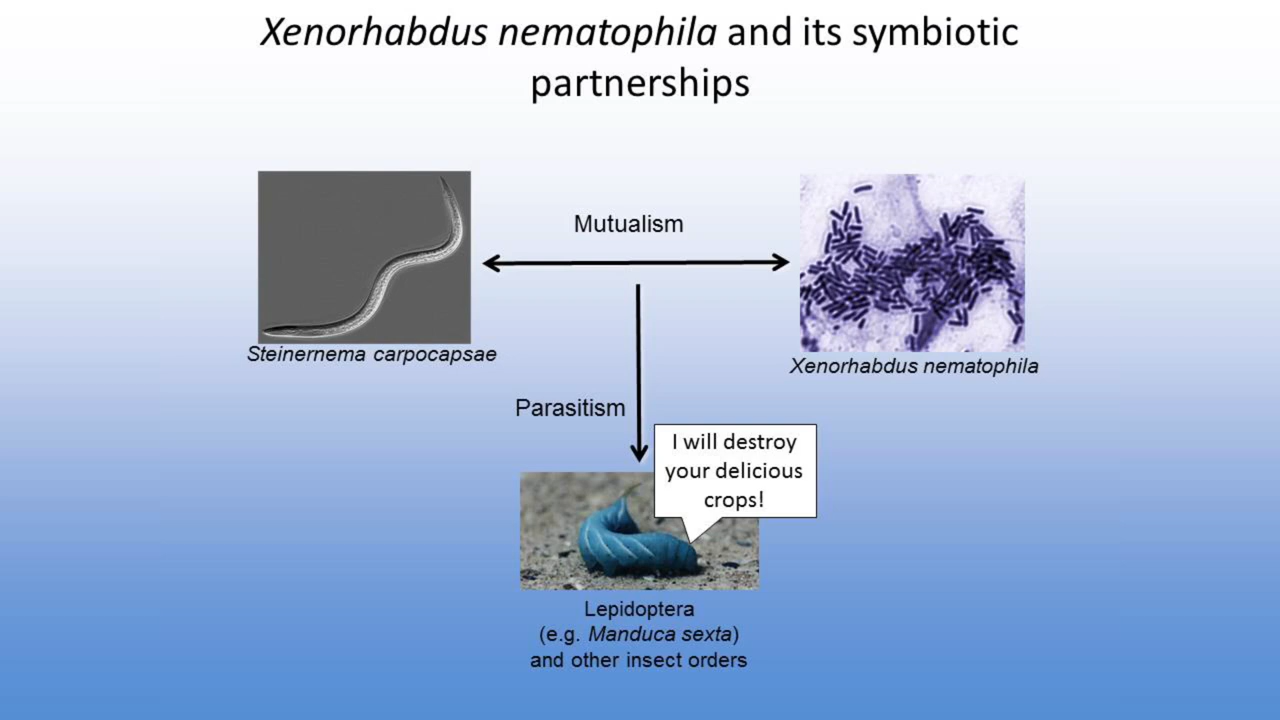 Xenorhabdus nematophila and its symbiotic
partnerships
Mutualism
Steinernema carpocapsae
Xenorhabdus nematophila
Parasitism
I will destroy
your delicious
crops!
Lepidoptera
(e.g. Manduca sexta)
and other insect orders